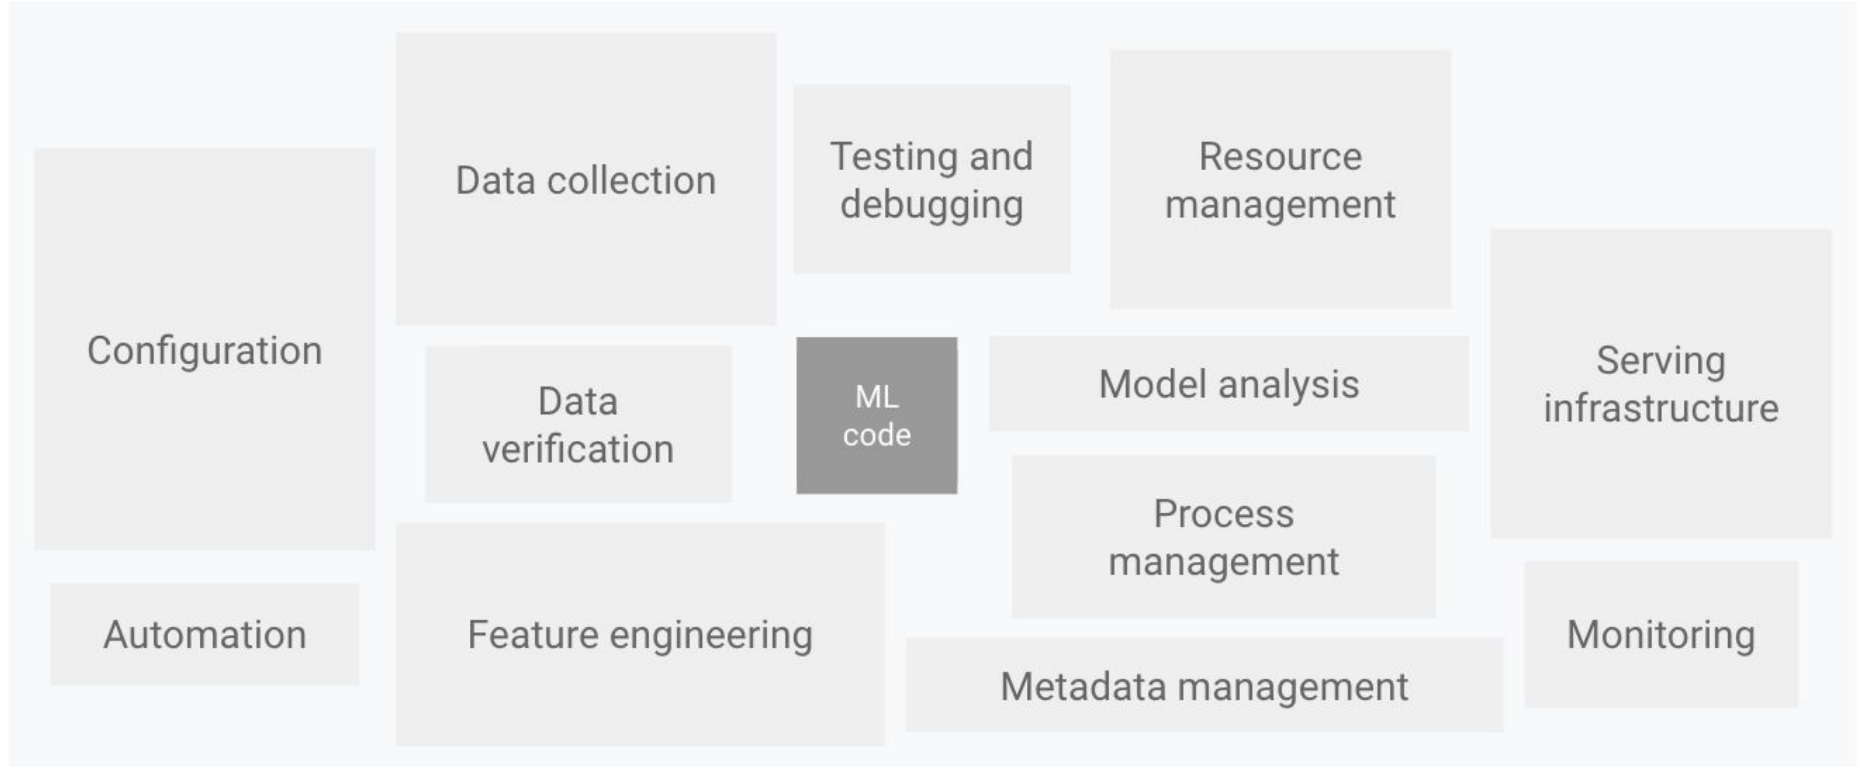 Data collection
Testing and
debugging
Resource
management
Configuration
Data
verification
ML
code
Model analysis
Serving
infrastructure
Process
management
Automation
Feature engineering
Metadata management
Monitoring